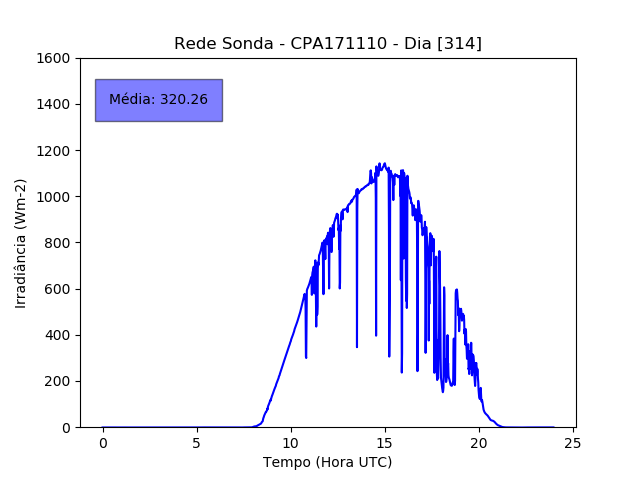 Rede Sonda - CPA171110 - Dia [314]
1600
1400
1200
1000
800
600
400
200
0
Média: 320.26
Irradiância (Wm-2)
0 5 10 15 20 25
Tempo (Hora UTC)